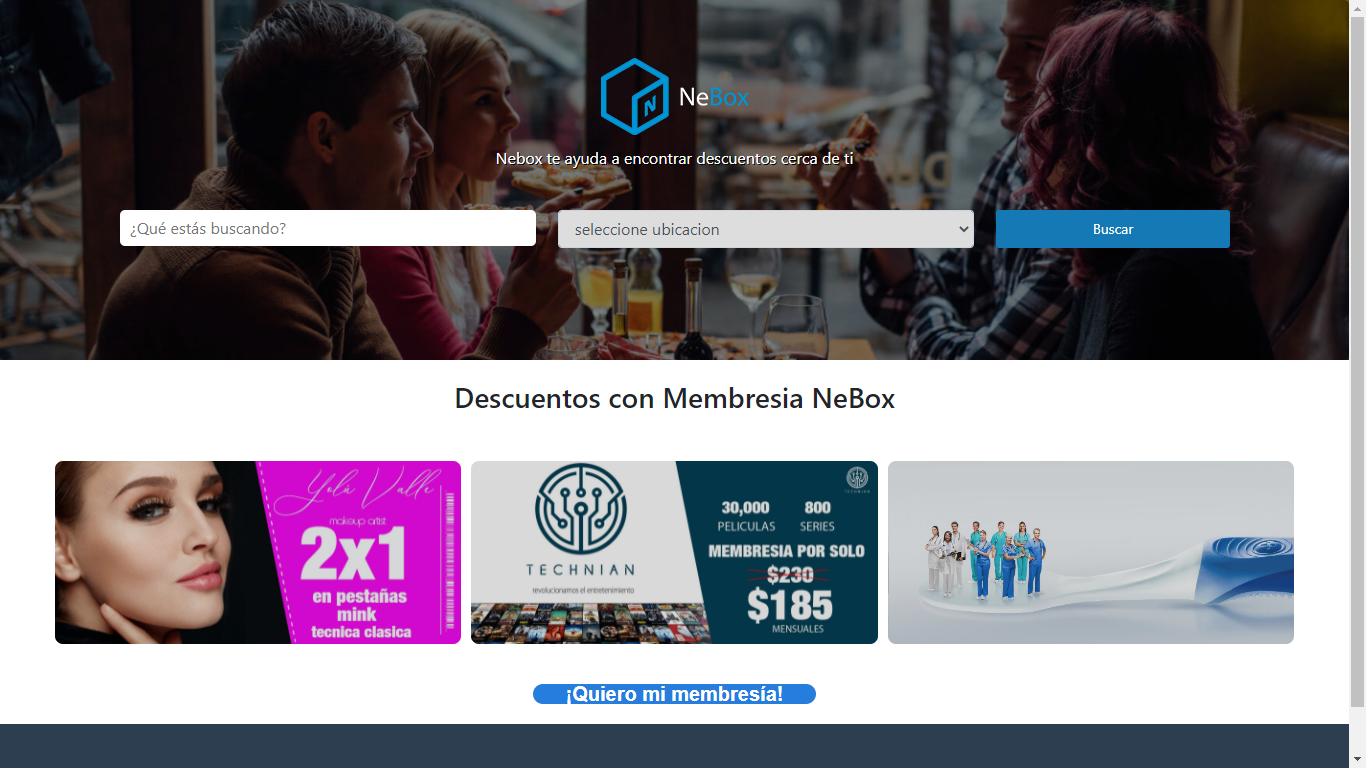 N
NeBox
Nebox te ayuda a encontrar descuentos cerca de ti
¿Qué estás buscando?
seleccione ubicacion
Buscar
Descuentos con Membresia NeBox
Yolá Valle
makeup artist
2x1
en pestañas
mink
tecnica clasica
TECHNIAN
revolucionamos el entretenimiento
TECHNIAN
30,000
PELICULAS
800
SERIES
MEMBRESIA POR SOLO
$230
$185
MENSUALES
¡Quiero mi membresía!